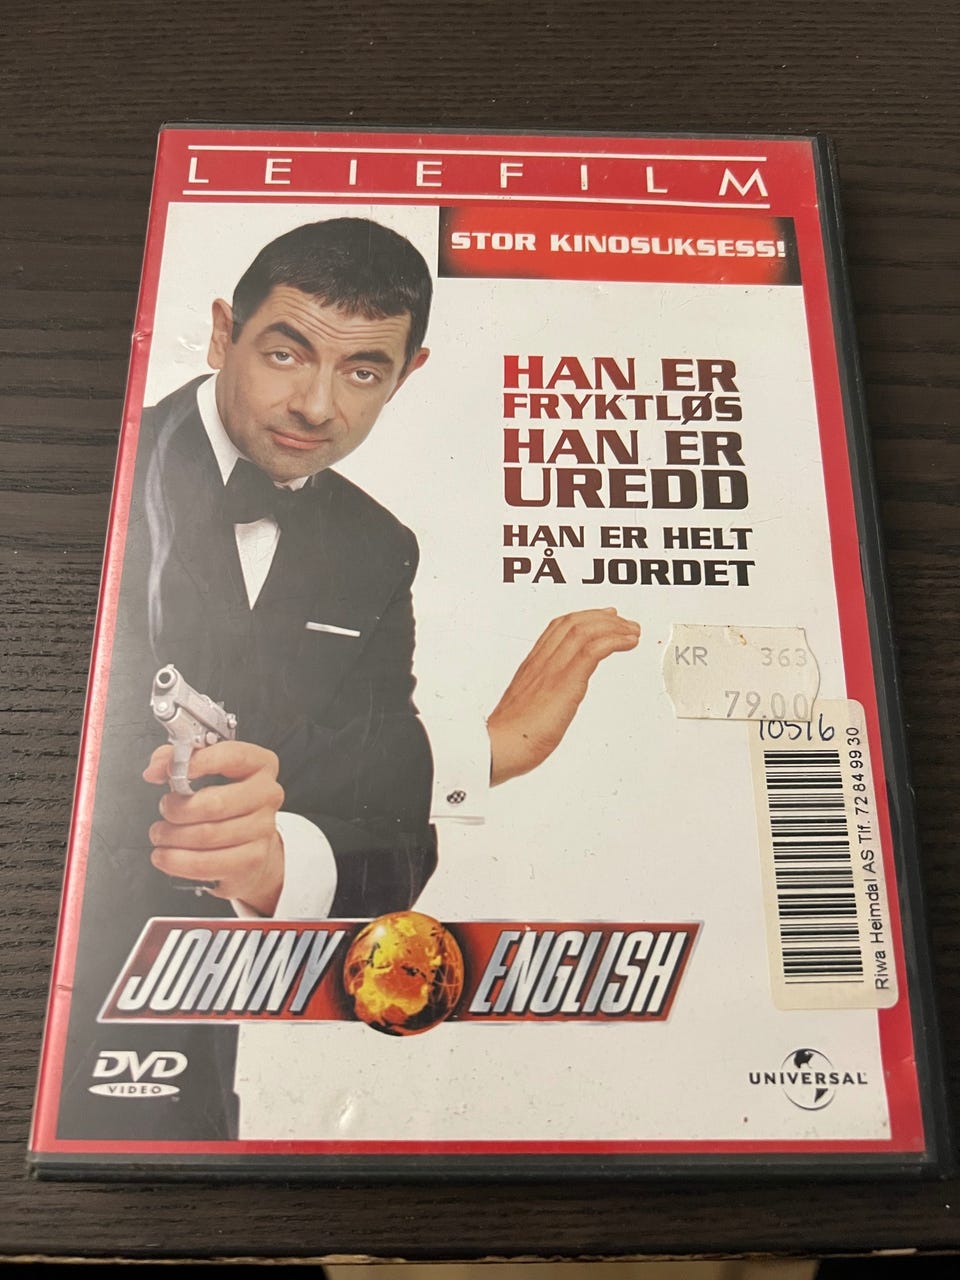 LEIEFILM
STOR KINOSUKSESS!
HAN ER
FRYKTLØS
HAN ER
UREDD
HAN ER HELT
PÅ JORDET
KR 363
79,00
10516
Riwa Heimdal AS Tlf. 72 84 99 30
JOHNNY ENGLISH
DVD
VIDEO
UNIVERSAL